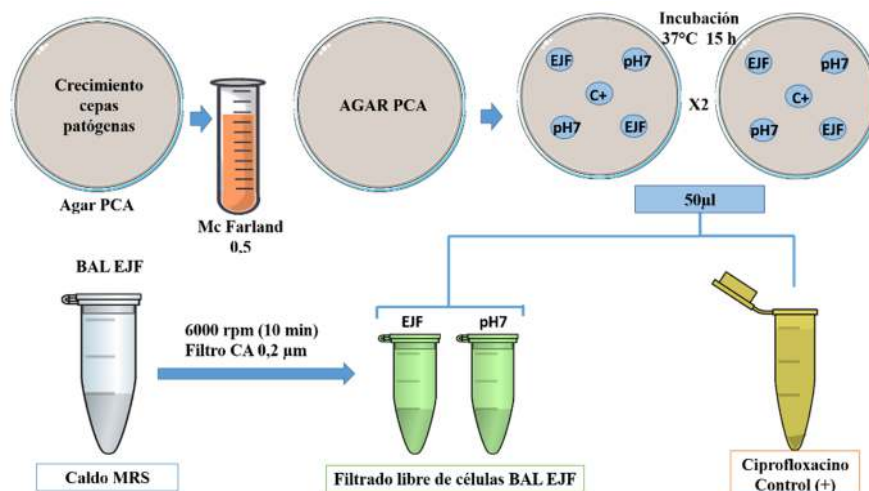 Crecimiento
cepas
patógenas
Agar PCA
Mc Farland
0,5
AGAR PCA
Incubación
37°C 15 h
EJF
pH7
C+
pH7
EJF
X2
EJF
pH7
C+
pH7
EJF
50µl
BAL EJF
6000 rpm (10 min)
Filtro CA 0,2 µm
EJF
pH7
Caldo MRS
Filtrado libre de células BAL EJF
Ciprofloxacino
Control (+)